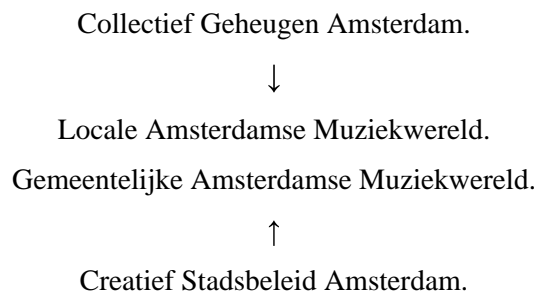 Collectief Geheugen Amsterdam.
↓
Locale Amsterdamse Muziekwereld.
Gemeentelijke Amsterdamse Muziekwereld.
↑
Creatief Stadsbeleid Amsterdam.